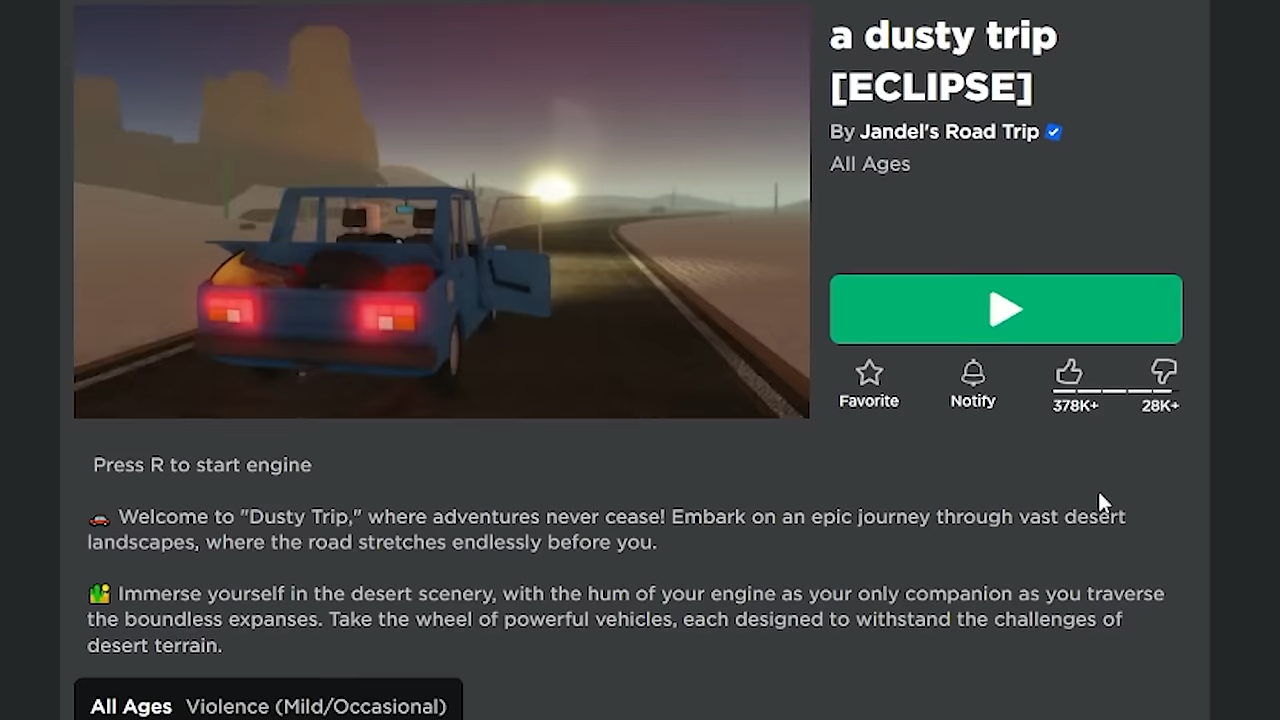 a dusty trip
[ECLIPSE]
By Jandel's Road Trip
All Ages
Favorite
Notify
378K+
28K+
Press R to start engine
🚗 Welcome to "Dusty Trip," where adventures never cease! Embark on an epic journey through vast desert
landscapes, where the road stretches endlessly before you.
🌵 Immerse yourself in the desert scenery, with the hum of your engine as your only companion as you traverse
the boundless expanses. Take the wheel of powerful vehicles, each designed to withstand the challenges of
desert terrain.
All Ages Violence (Mild/Occasional)